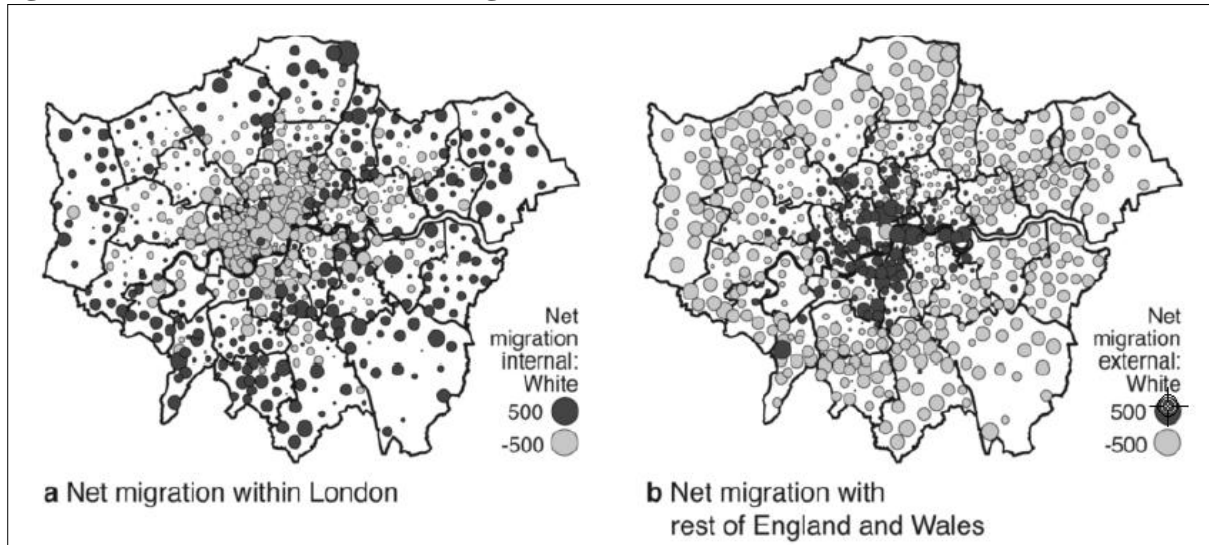 Net
migration
internal:
White
500
-500
a Net migration within London
Net
migration
external:
White
500
-500
b Net migration with
rest of England and Wales